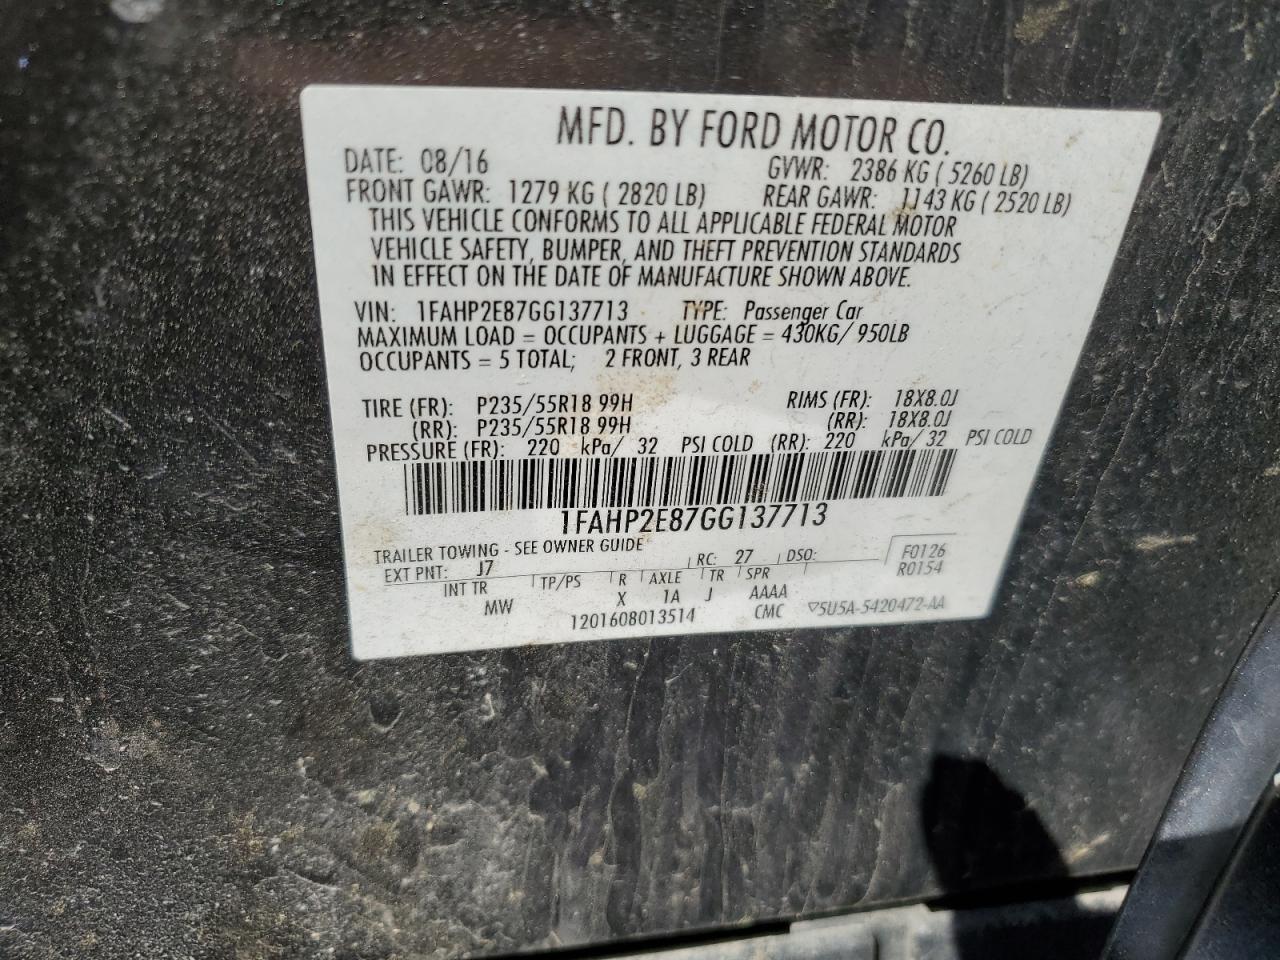 MFD. BY FORD MOTOR CO.
DATE: 08/16 GVWR: 2386 KG ( 5260 LB)
FRONT GAWR: 1279 KG ( 2820 LB) REAR GAWR: 1143 KG ( 2520 LB)
THIS VEHICLE CONFORMS TO ALL APPLICABLE FEDERAL MOTOR
VEHICLE SAFETY, BUMPER, AND THEFT PREVENTION STANDARDS
IN EFFECT ON THE DATE OF MANUFACTURE SHOWN ABOVE.
VIN: 1FAHP2E87GG137713 TYPE: Passenger Car
MAXIMUM LOAD = OCCUPANTS + LUGGAGE = 430KG/ 950LB
OCCUPANTS = 5 TOTAL; 2 FRONT, 3 REAR
TIRE (FR): P235/55R18 99H RIMS (FR): 18X8.0J
(RR): P235/55R18 99H (RR): 18X8.0J
PRESSURE (FR): 220 kPa/ 32 PSI COLD (RR): 220 kPa/ 32 PSI COLD
1FAHP2E87GG137713
TRAILER TOWING - SEE OWNER GUIDE F0126
EXT PNT: J7 RC: 27 DSO: R0154
INT TR TP/PS R AXLE TR SPR
MW X 1A J AAAA
1201608013514 CMC ▽5U5A-5420472-AA